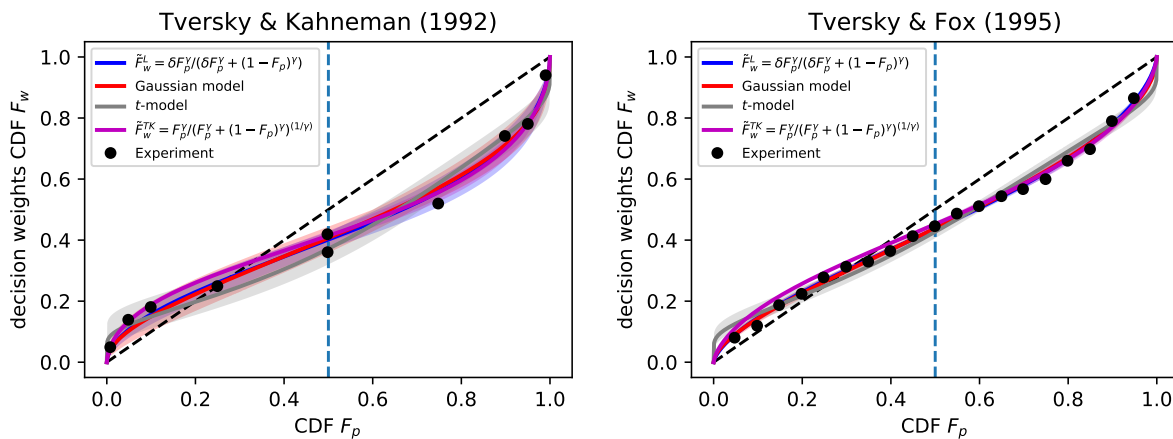 Tversky & Kahneman (1992)
decision weights CDF F_w
1.0
0.8
0.6
0.4
0.2
0.0
F̃_w^L = δF_p^γ/(δF_p^γ + (1 − F_p)^γ)
Gaussian model
t-model
F̃_w^{TK} = F_p^γ/(F_p^γ + (1 − F_p)^γ)^{(1/γ)}
Experiment
0.0 0.2 0.4 0.6 0.8 1.0
CDF F_p
Tversky & Fox (1995)
decision weights CDF F_w
1.0
0.8
0.6
0.4
0.2
0.0
F̃_w^L = δF_p^γ/(δF_p^γ + (1 − F_p)^γ)
Gaussian model
t-model
F̃_w^{TK} = F_p^γ/(F_p^γ + (1 − F_p)^γ)^{(1/γ)}
Experiment
0.0 0.2 0.4 0.6 0.8 1.0
CDF F_p